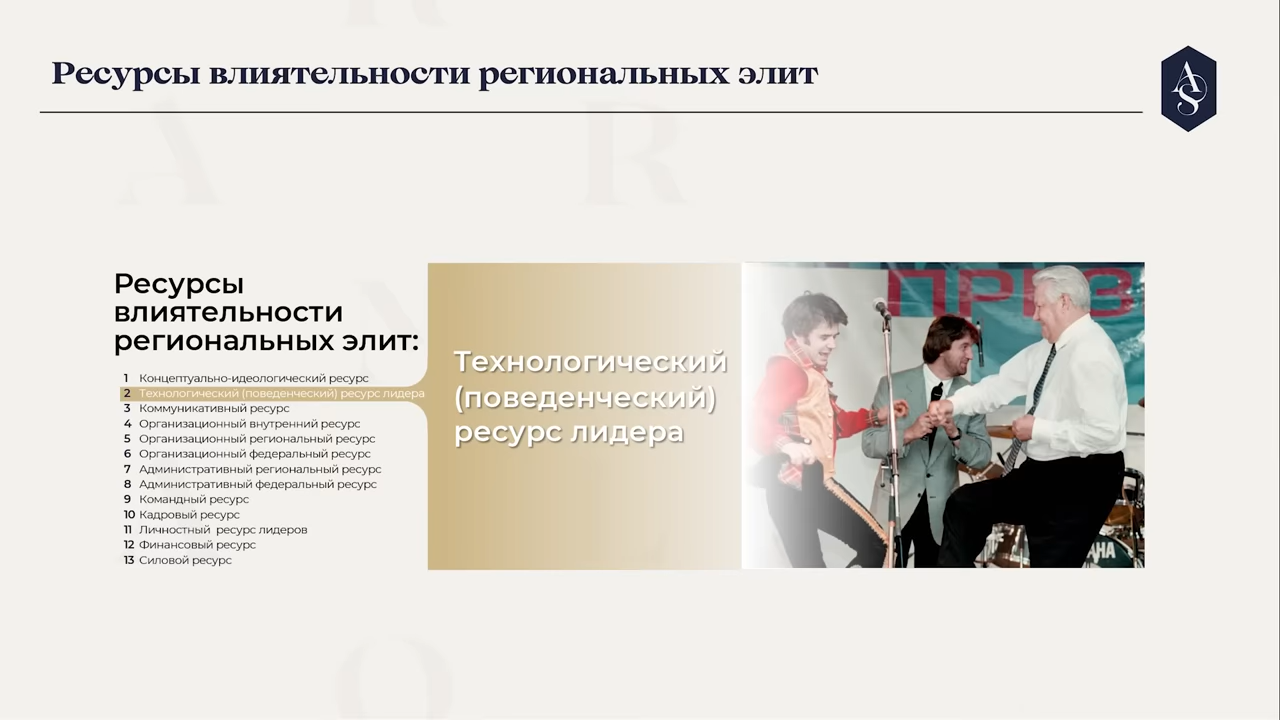 Ресурсы влиятельности региональных элит
AS
Ресурсы
влиятельности
региональных элит:
1 Концептуально-идеологический ресурс
2 Технологический (поведенческий) ресурс лидера
3 Коммуникативный ресурс
4 Организационный внутренний ресурс
5 Организационный региональный ресурс
6 Организационный федеральный ресурс
7 Административный региональный ресурс
8 Административный федеральный ресурс
9 Командный ресурс
10 Кадровый ресурс
11 Личностный ресурс лидеров
12 Финансовый ресурс
13 Силовой ресурс
Технологический
(поведенческий)
ресурс лидера
ПРЕЗ